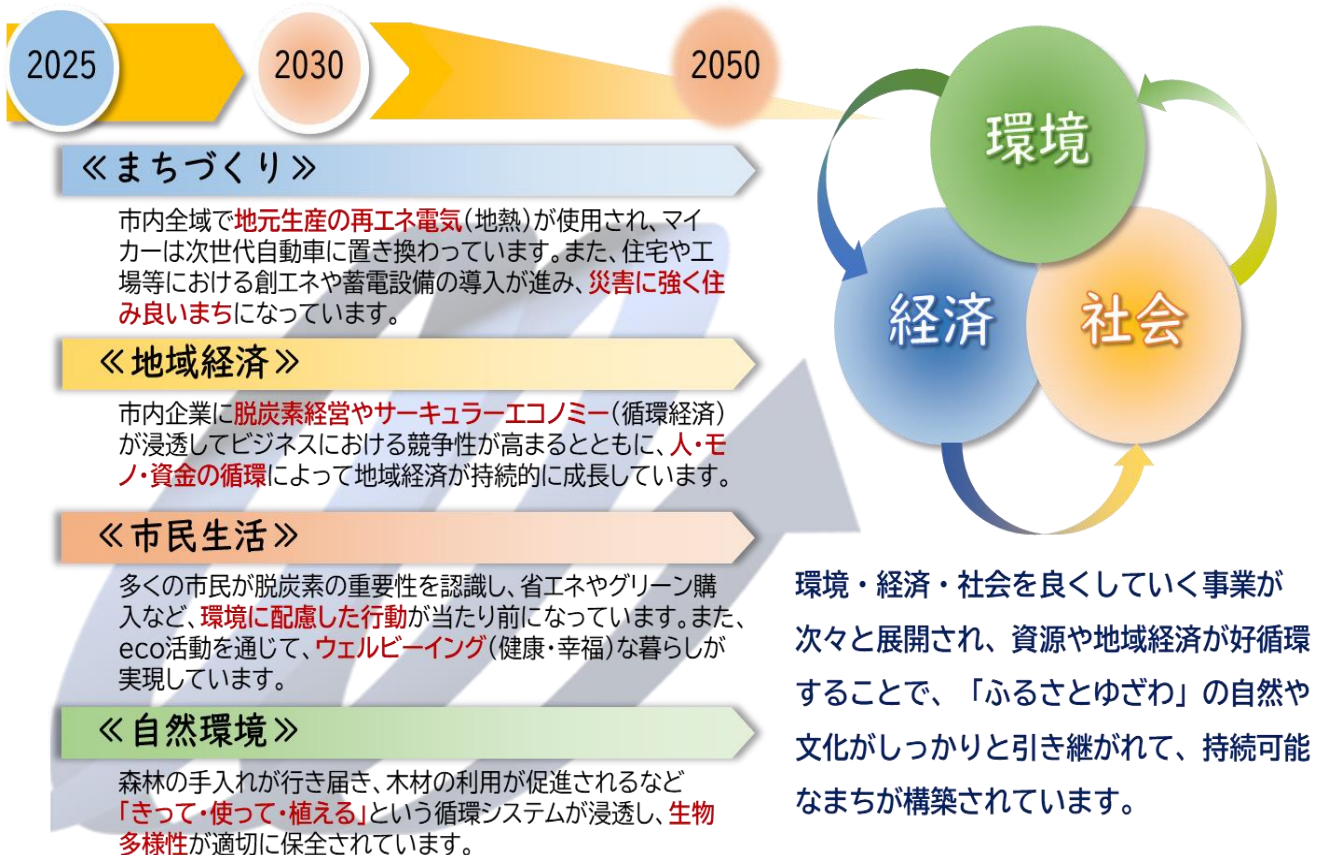 2025
2030
2050
≪まちづくり≫
市内全域で地元生産の再エネ電気(地熱)が使用され、マイ
カーは次世代自動車に置き換わっています。また、住宅や工
場等における創エネや蓄電設備の導入が進み、災害に強く住
み良いまちになっています。
≪地域経済≫
市内企業に脱炭素経営やサーキュラーエコノミー(循環経済)
が浸透してビジネスにおける競争性が高まるとともに、人・モ
ノ・資金の循環によって地域経済が持続的に成長しています。
≪市民生活≫
多くの市民が脱炭素の重要性を認識し、省エネやグリーン購
入など、環境に配慮した行動が当たり前になっています。また、
eco活動を通じて、ウェルビーイング(健康・幸福)な暮らしが
実現しています。
≪自然環境≫
森林の手入れが行き届き、木材の利用が促進されるなど
「きって・使って・植える」という循環システムが浸透し、生物
多様性が適切に保全されています。
環境
経済
社会
環境・経済・社会を良くしていく事業が
次々と展開され、資源や地域経済が好循環
することで、「ふるさとゆざわ」の自然や
文化がしっかりと引き継がれて、持続可能
なまちが構築されています。